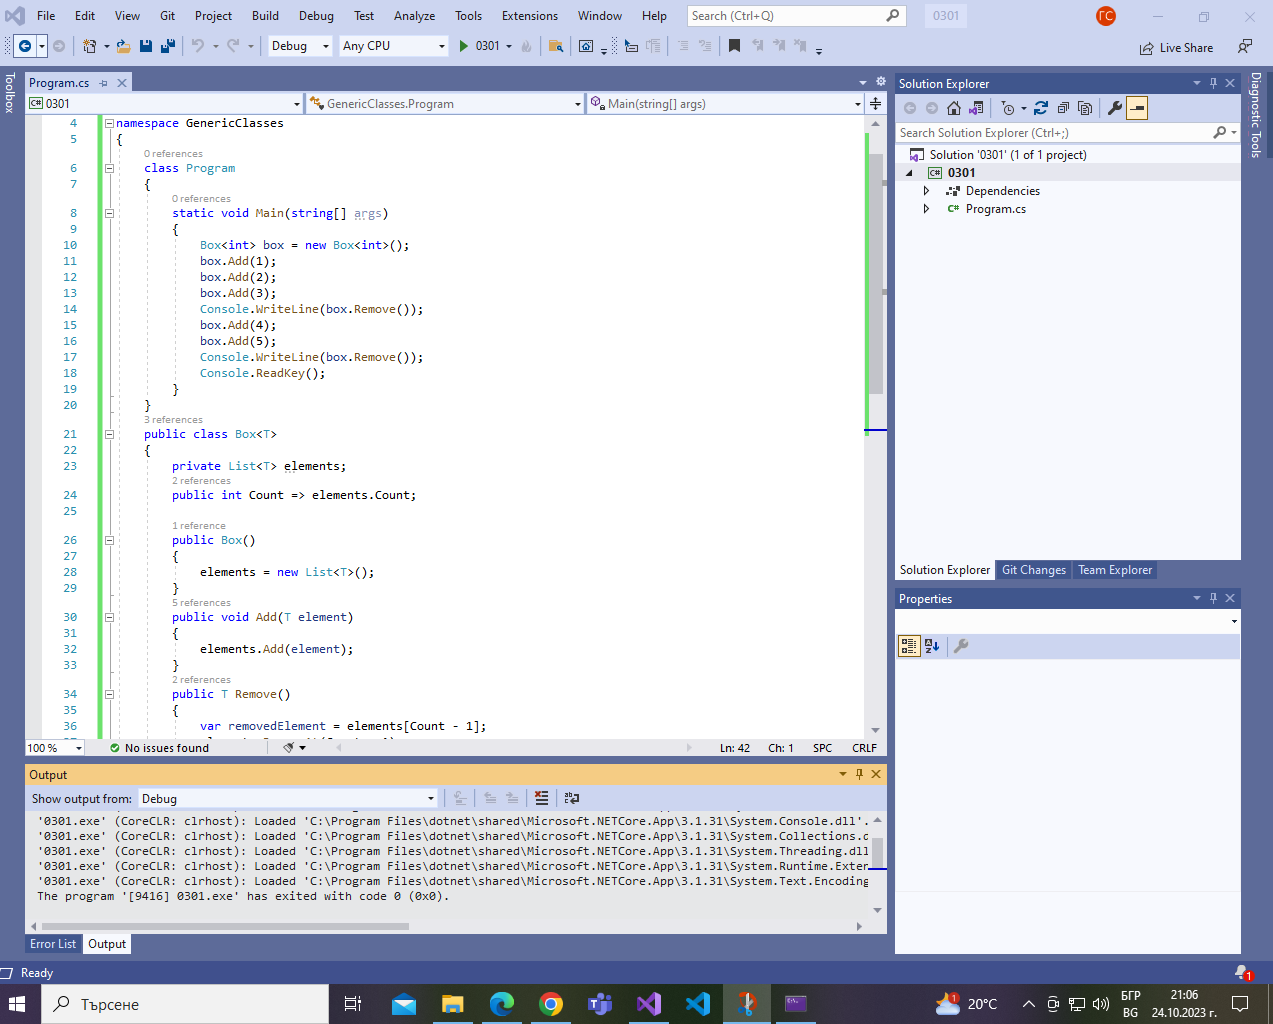 File Edit View Git Project Build Debug Test Analyze Tools Extensions Window Help Search (Ctrl+Q) 0301 ГС
Debug Any CPU 0301 Live Share
Toolbox
Program.cs
C# 0301 GenericClasses.Program Main(string[] args)
4 namespace GenericClasses
5 {
0 references
6 class Program
7 {
0 references
8 static void Main(string[] args)
9 {
10 Box<int> box = new Box<int>();
11 box.Add(1);
12 box.Add(2);
13 box.Add(3);
14 Console.WriteLine(box.Remove());
15 box.Add(4);
16 box.Add(5);
17 Console.WriteLine(box.Remove());
18 Console.ReadKey();
19 }
20 }
3 references
21 public class Box<T>
22 {
23 private List<T> elements;
2 references
24 public int Count => elements.Count;
25
1 reference
26 public Box()
27 {
28 elements = new List<T>();
29 }
5 references
30 public void Add(T element)
31 {
32 elements.Add(element);
33 }
2 references
34 public T Remove()
35 {
36 var removedElement = elements[Count - 1];
100 % No issues found Ln: 42 Ch: 1 SPC CRLF
Output
Show output from: Debug
'0301.exe' (CoreCLR: clrhost): Loaded 'C:\Program Files\dotnet\shared\Microsoft.NETCore.App\3.1.31\System.Console.dll'.
'0301.exe' (CoreCLR: clrhost): Loaded 'C:\Program Files\dotnet\shared\Microsoft.NETCore.App\3.1.31\System.Collections.d
'0301.exe' (CoreCLR: clrhost): Loaded 'C:\Program Files\dotnet\shared\Microsoft.NETCore.App\3.1.31\System.Threading.dll
'0301.exe' (CoreCLR: clrhost): Loaded 'C:\Program Files\dotnet\shared\Microsoft.NETCore.App\3.1.31\System.Runtime.Exter
'0301.exe' (CoreCLR: clrhost): Loaded 'C:\Program Files\dotnet\shared\Microsoft.NETCore.App\3.1.31\System.Text.Encoding
The program '[9416] 0301.exe' has exited with code 0 (0x0).
Error List Output
Solution Explorer
Search Solution Explorer (Ctrl+;)
Solution '0301' (1 of 1 project)
C# 0301
Dependencies
C# Program.cs
Solution Explorer Git Changes Team Explorer
Properties
Diagnostic Tools
Ready 1
Търсене 1 20°C БГР BG 21:06
24.10.2023 г.